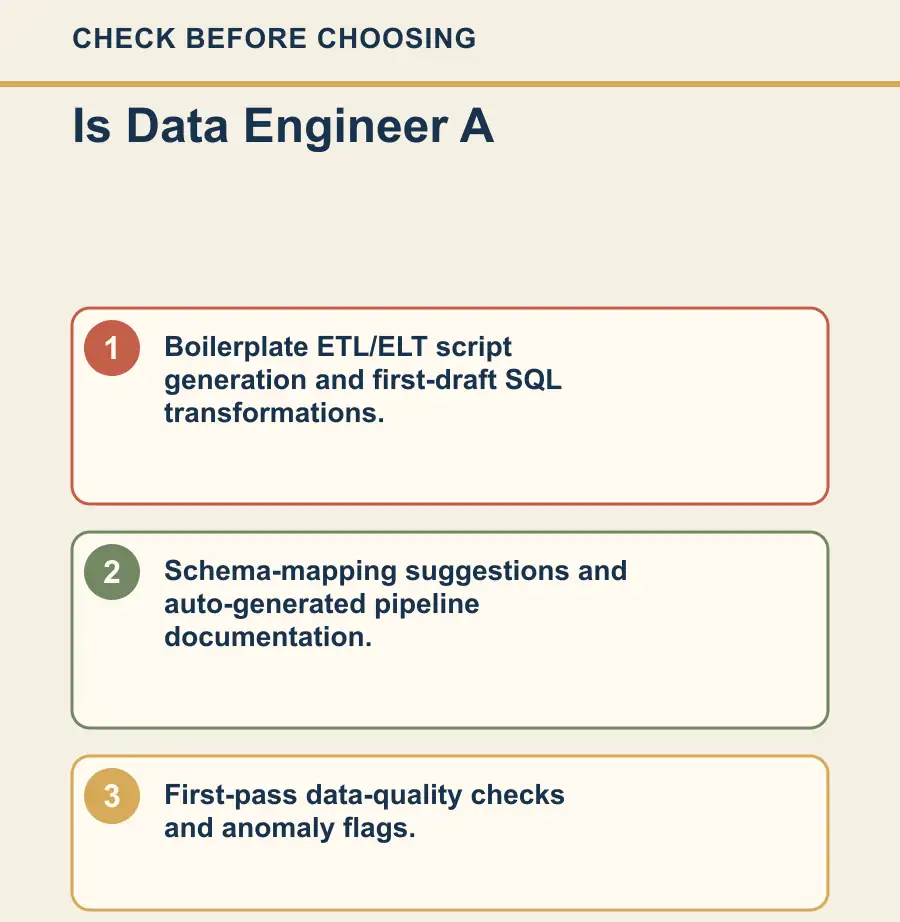 CHECK BEFORE CHOOSING
Is Data Engineer A
1
Boilerplate ETL/ELT script
generation and first-draft SQL
transformations.
2
Schema-mapping suggestions and
auto-generated pipeline
documentation.
3
First-pass data-quality checks
and anomaly flags.